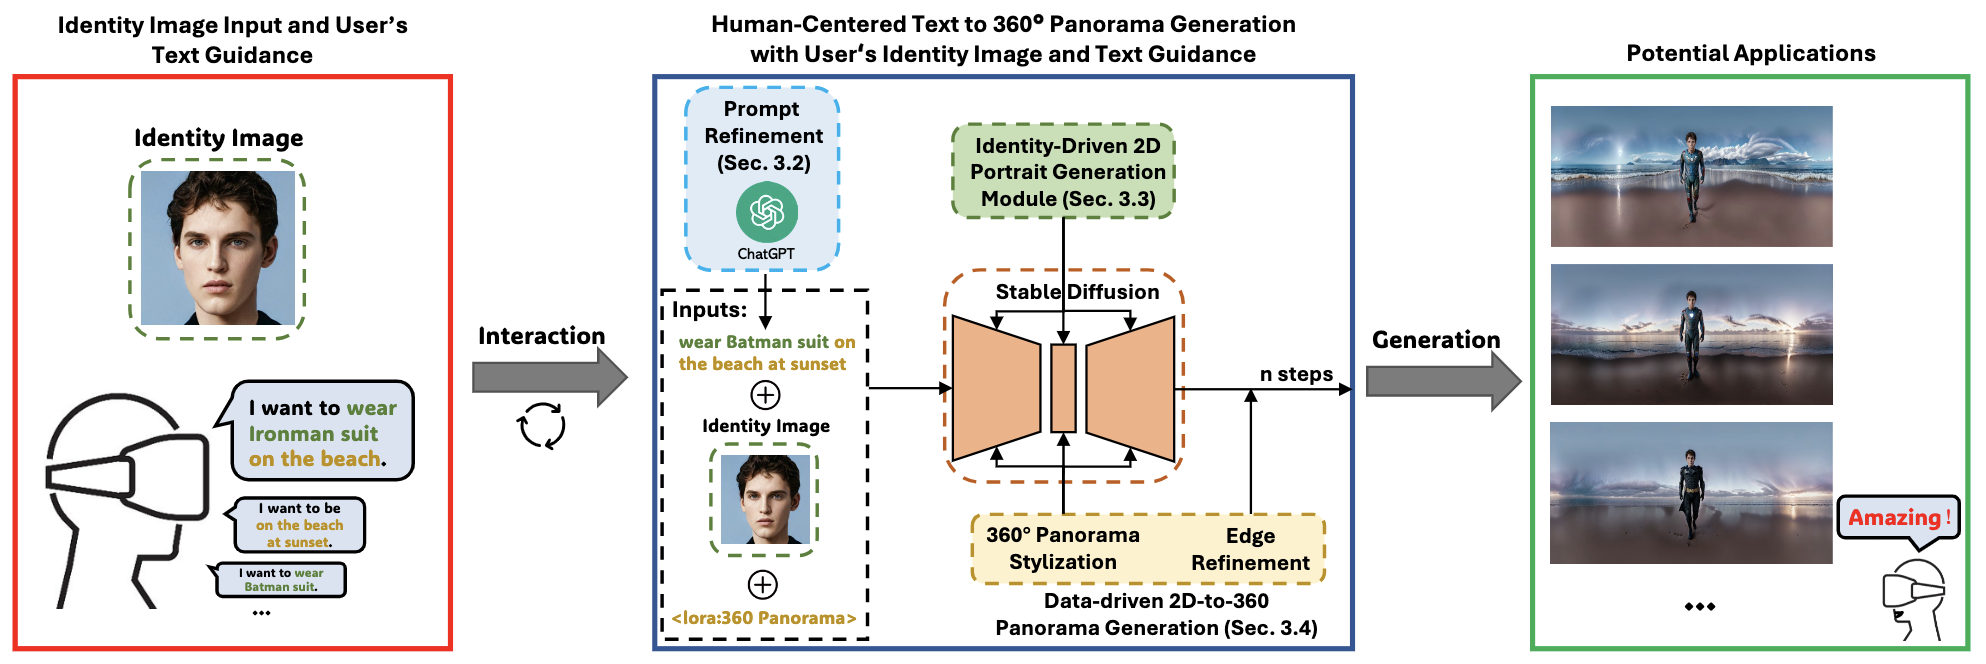 Identity Image Input and User's
Text Guidance
Identity Image
I want to wear
Ironman suit
on the beach.
I want to be
on the beach
at sunset.
I want to wear
Batman suit.
...
Interaction
Human-Centered Text to 360° Panorama Generation
with User‘s Identity Image and Text Guidance
Prompt
Refinement
(Sec. 3.2)
ChatGPT
Inputs:
wear Batman suit on
the beach at sunset
Identity Image
<lora:360 Panorama>
Identity-Driven 2D
Portrait Generation
Module (Sec. 3.3)
Stable Diffusion
n steps
360° Panorama
Stylization
Edge
Refinement
Data-driven 2D-to-360
Panorama Generation (Sec. 3.4)
Generation
Potential Applications
Amazing!
...